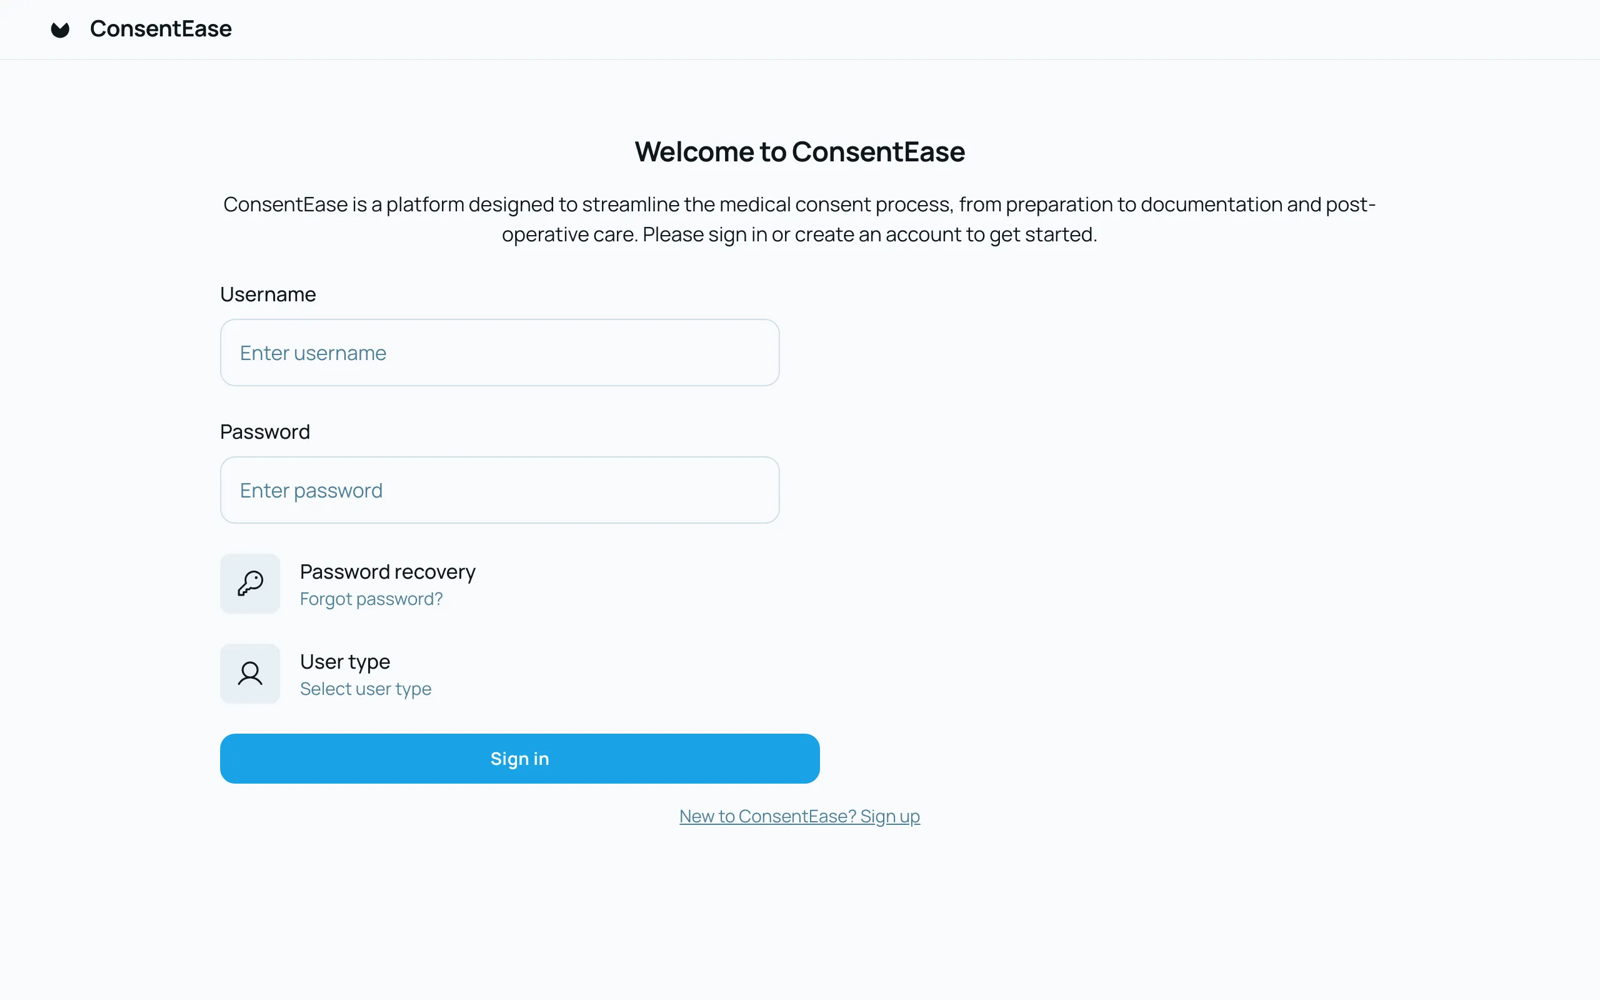 ConsentEase
Welcome to ConsentEase
ConsentEase is a platform designed to streamline the medical consent process, from preparation to documentation and post-
operative care. Please sign in or create an account to get started.
Username
Enter username
Password
Enter password
Password recovery
Forgot password?
User type
Select user type
Sign in
New to ConsentEase? Sign up